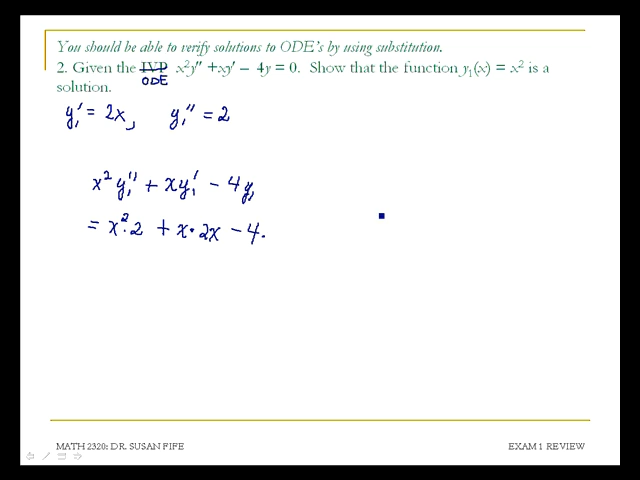 You should be able to verify solutions to ODE's by using substitution.
2. Given the IVP x²y″ +xy′ – 4y = 0. Show that the function y₁(x) = x² is a
ODE
solution.
y₁′ = 2x, y₁″ = 2
x² y₁″ + xy₁′ – 4y₁
= x²·2 + x·2x – 4·
MATH 2320: DR. SUSAN FIFE EXAM 1 REVIEW